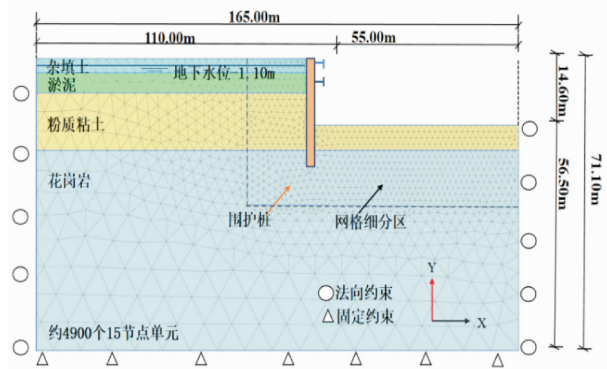 165.00m
110.00m
55.00m
杂填土
地下水位-1.10m
淤泥
粉质粘土
花岗岩
围护桩
网格细分区
14.60m
56.50m
71.10m
Y
X
法向约束
固定约束
约4900个15节点单元